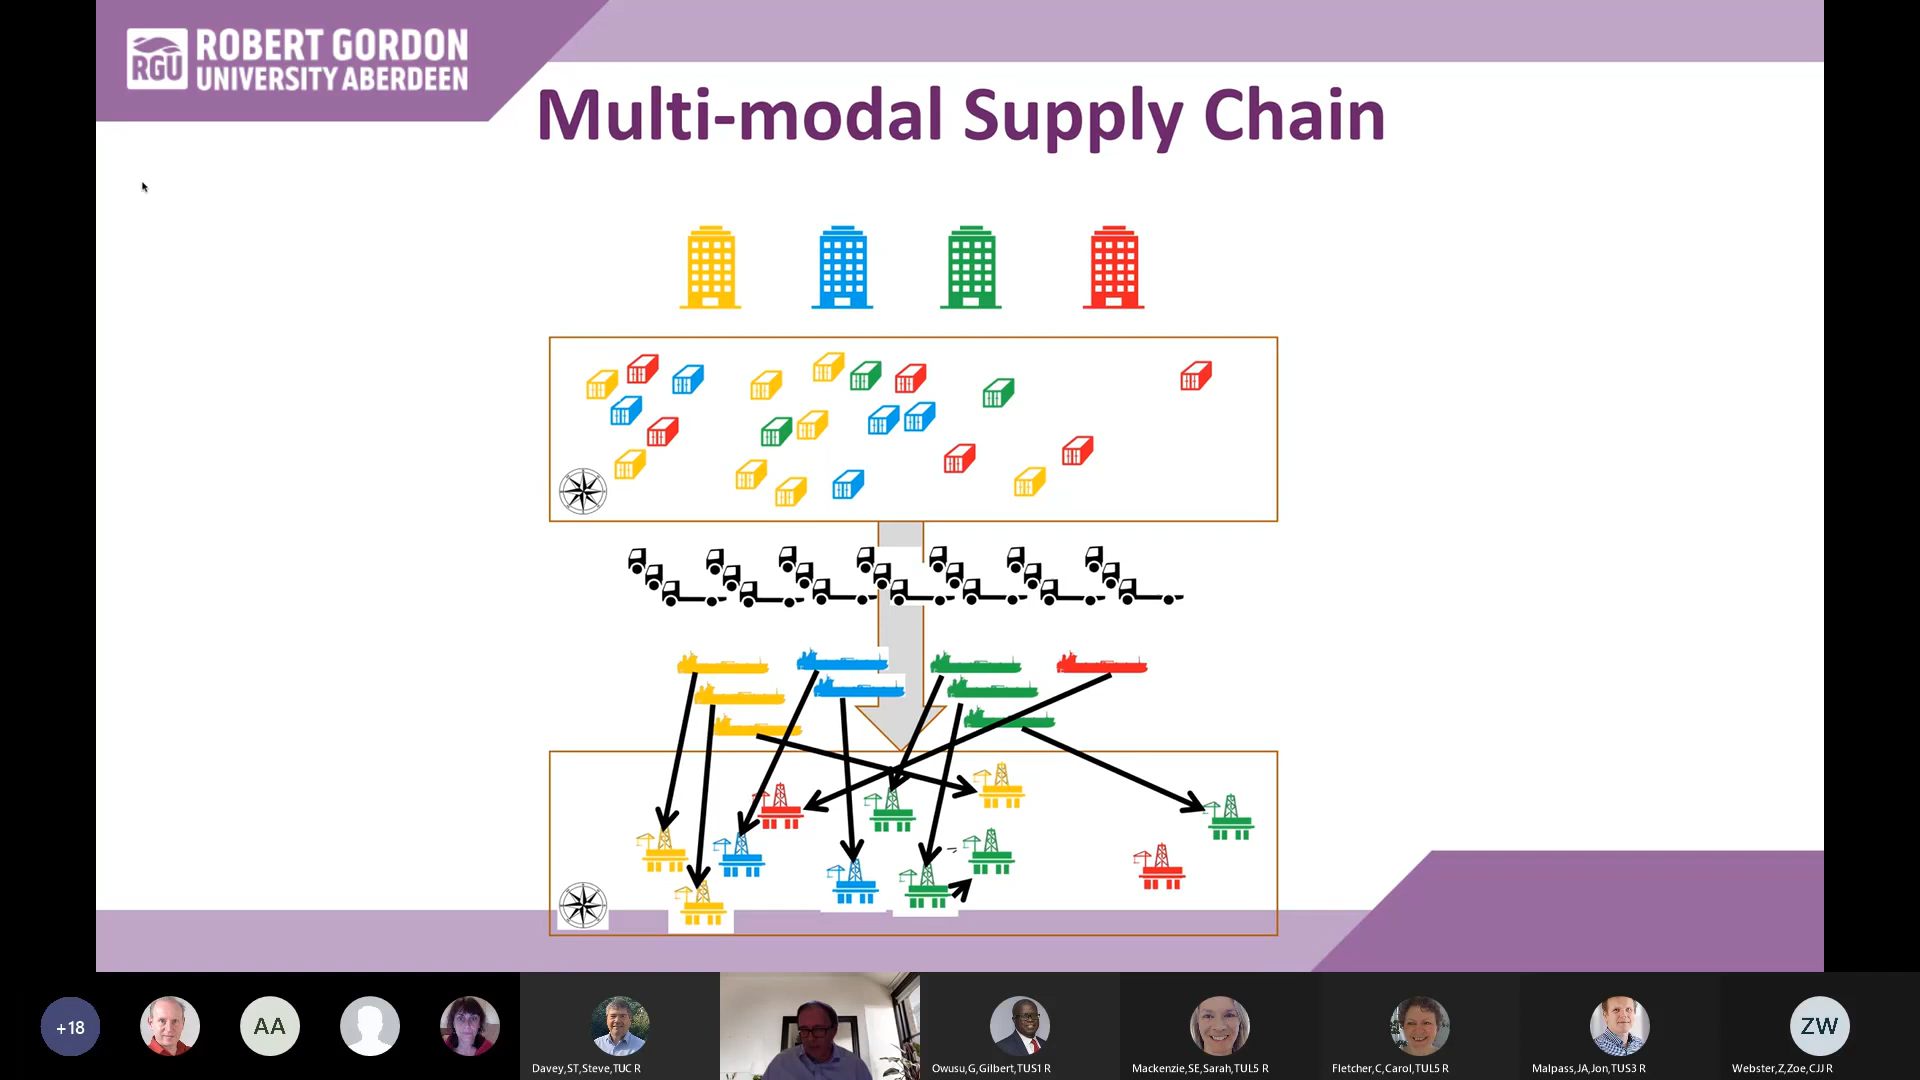 RGU
ROBERT GORDON
UNIVERSITY ABERDEEN
Multi-modal Supply Chain
+18
AA
Davey,ST,Steve,TUC R
Owusu,G,Gilbert,TUS1 R
Mackenzie,SE,Sarah,TUL5 R
Fletcher,C,Carol,TUL5 R
Malpass,JA,Jon,TUS3 R
ZW
Webster,Z,Zoe,CJJ R